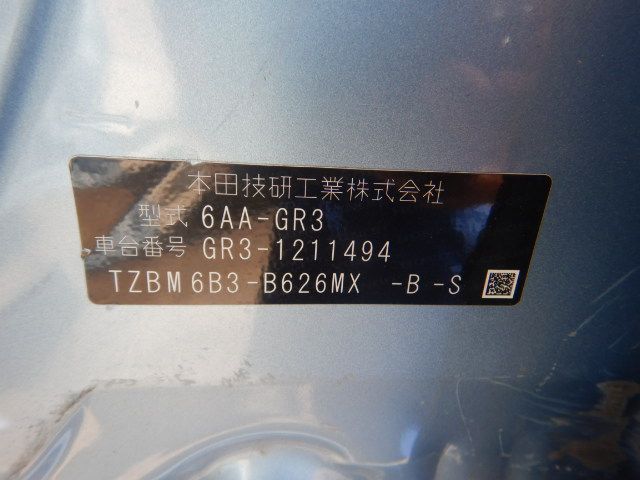 本田技研工業株式会社
型式 6AA-GR3
車台番号 GR3-1211494
TZBM6B3-B626MX -B -S